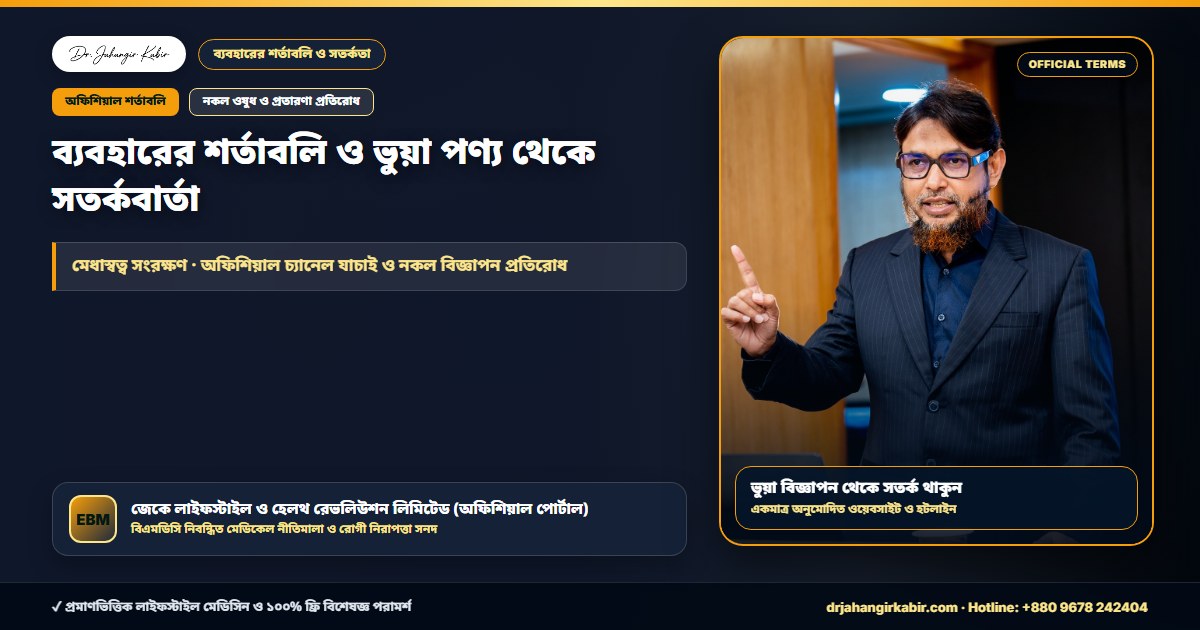 Dr. Jahangir Kabir
ব্যবহারের শর্তাবলি ও সতর্কতা
অফিশিয়াল শর্তাবলি
নকল ওষুধ ও প্রতারণা প্রতিরোধ
ব্যবহারের শর্তাবলি ও ভুয়া পণ্য থেকে
সতর্কবার্তা
মেধাস্বত্ব সংরক্ষণ · অফিশিয়াল চ্যানেল যাচাই ও নকল বিজ্ঞাপন প্রতিরোধ
EBM
জেকে লাইফস্টাইল ও হেলথ রেভলিউশন লিমিটেড (অফিশিয়াল পোর্টাল)
বিএমডিসি নিবন্ধিত মেডিকেল নীতিমালা ও রোগী নিরাপত্তা সনদ
OFFICIAL TERMS
ভুয়া বিজ্ঞাপন থেকে সতর্ক থাকুন
একমাত্র অনুমোদিত ওয়েবসাইট ও হটলাইন
✓ প্রমাণভিত্তিক লাইফস্টাইল মেডিসিন ও ১০০% ফ্রি বিশেষজ্ঞ পরামর্শ
drjahangirkabir.com · Hotline: +880 9678 242404